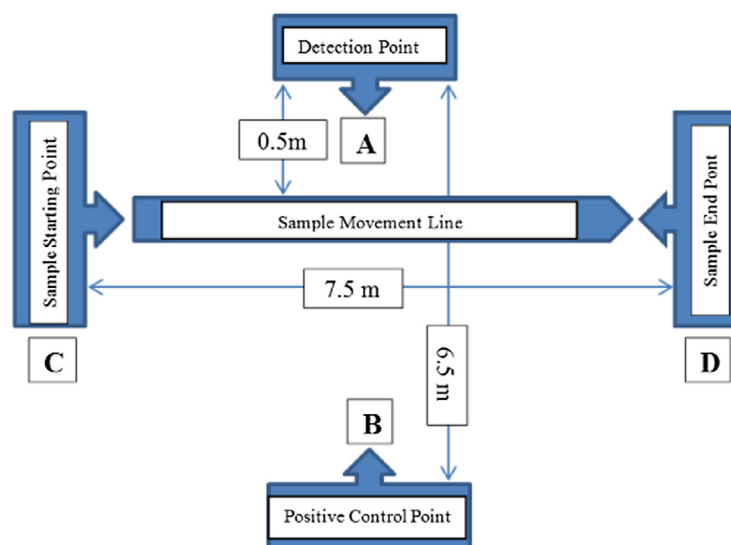 Detection Point
0.5m
A
Sample Starting Point
Sample Movement Line
Sample End Pont
7.5 m
C
D
6.5 m
B
Positive Control Point